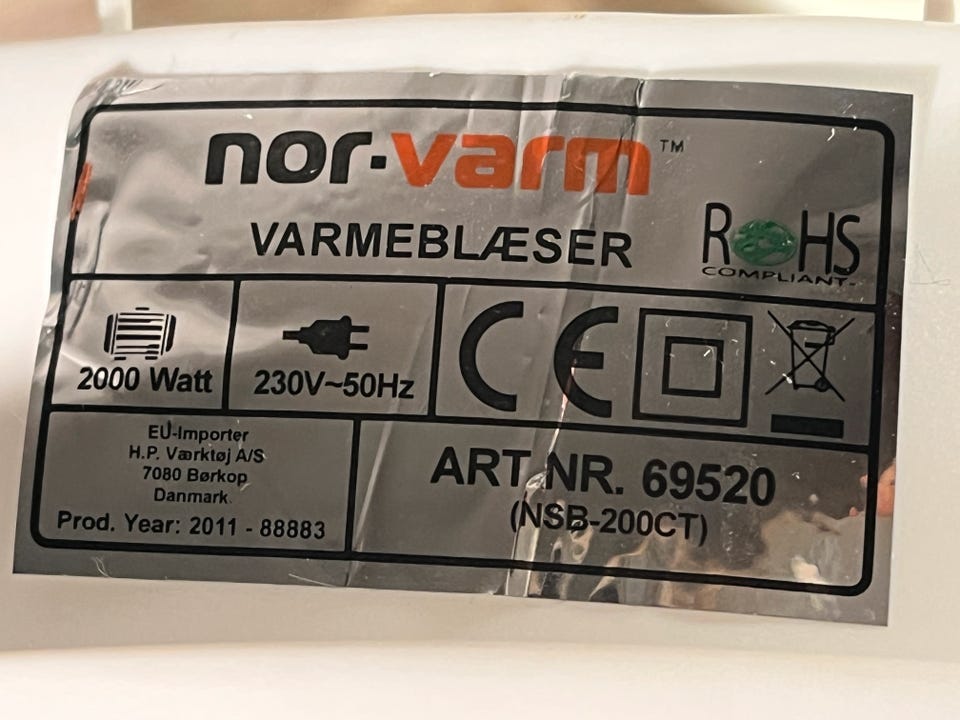 nor-varm™
VARMEBLÆSER
ROHS
COMPLIANT
2000 Watt
230V~50Hz
CE
EU-Importer
H.P. Værktøj A/S
7080 Børkop
Danmark
Prod. Year: 2011 - 88883
ART NR. 69520
(NSB-200CT)